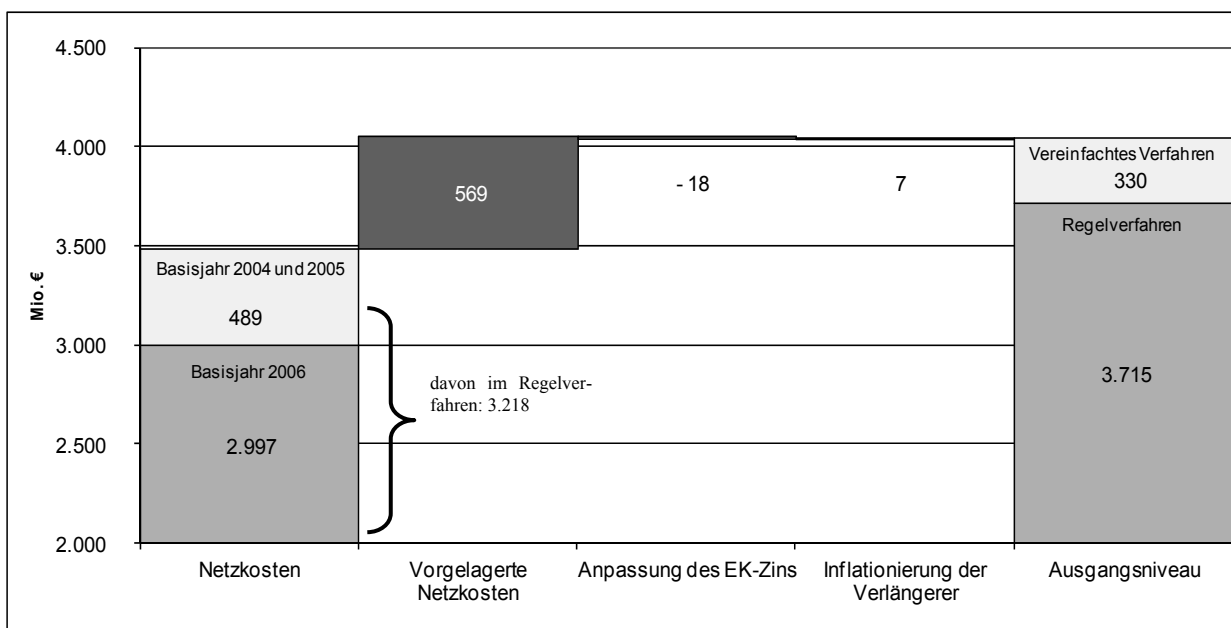 4.500
4.000
3.500
3.000
2.500
2.000
Mio. €
Basisjahr 2004 und 2005
489
Basisjahr 2006
2.997
davon im Regelver-
fahren: 3.218
569
- 18
7
Vereinfachtes Verfahren
330
Regelverfahren
3.715
Netzkosten
Vorgelagerte
Netzkosten
Anpassung des EK-Zins
Inflationierung der
Verlängerer
Ausgangsniveau